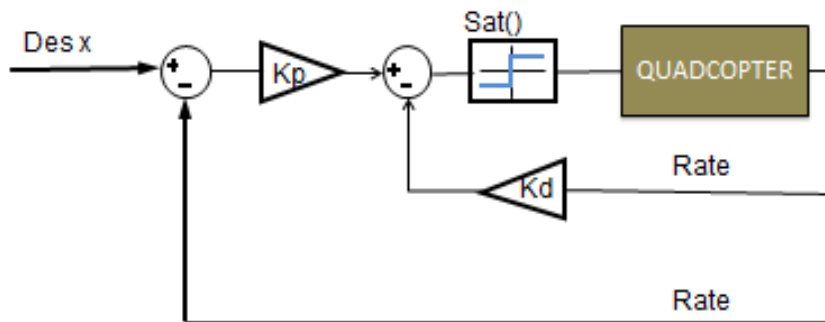 Des x
Sat()
+
-
Kp
+
-
QUADCOPTER
Kd
Rate
Rate